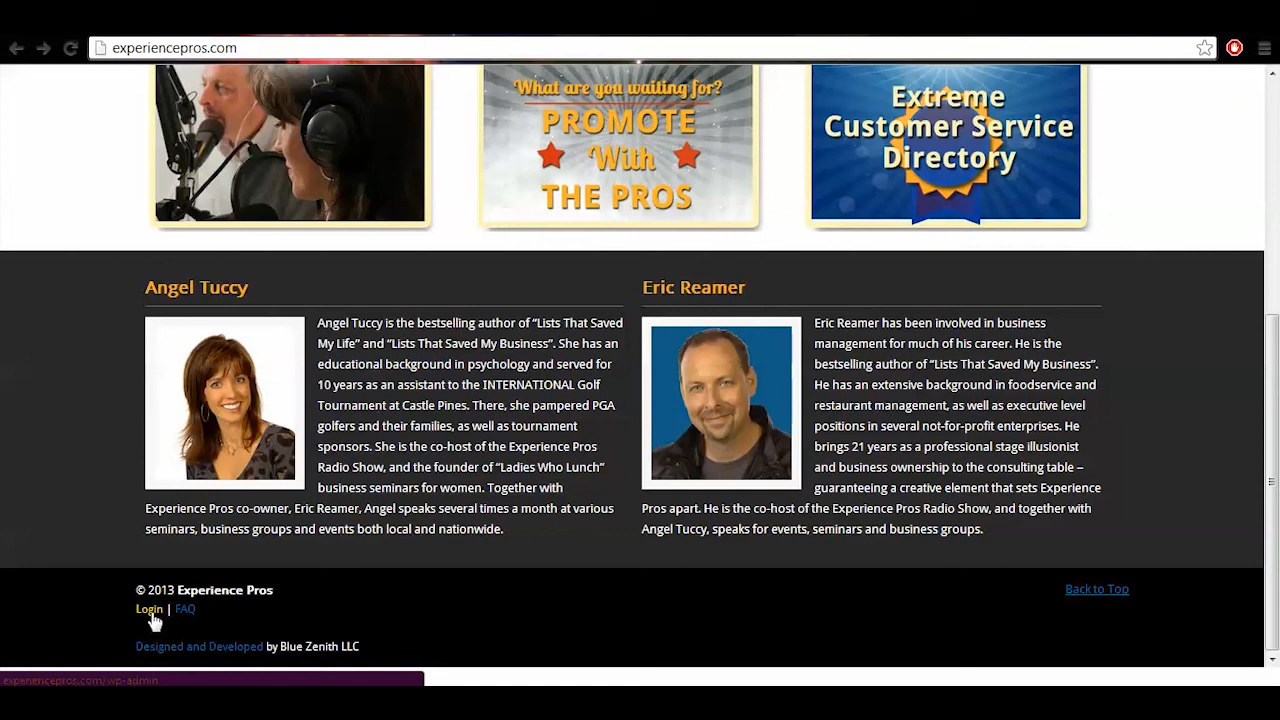 experiencepros.com
What are you waiting for?
PROMOTE
With
THE PROS
Extreme
Customer Service
Directory
Angel Tuccy
Angel Tuccy is the bestselling author of “Lists That Saved
My Life” and “Lists That Saved My Business”. She has an
educational background in psychology and served for
10 years as an assistant to the INTERNATIONAL Golf
Tournament at Castle Pines. There, she pampered PGA
golfers and their families, as well as tournament
sponsors. She is the co-host of the Experience Pros
Radio Show, and the founder of “Ladies Who Lunch”
business seminars for women. Together with
Experience Pros co-owner, Eric Reamer, Angel speaks several times a month at various
seminars, business groups and events both local and nationwide.
Eric Reamer
Eric Reamer has been involved in business
management for much of his career. He is the
bestselling author of “Lists That Saved My Business”.
He has an extensive background in foodservice and
restaurant management, as well as executive level
positions in several not-for-profit enterprises. He
brings 21 years as a professional stage illusionist
and business ownership to the consulting table –
guaranteeing a creative element that sets Experience
Pros apart. He is the co-host of the Experience Pros Radio Show, and together with
Angel Tuccy, speaks for events, seminars and business groups.
© 2013 Experience Pros
Back to Top
Login | FAQ
Designed and Developed by Blue Zenith LLC
experiencepros.com/wp-admin